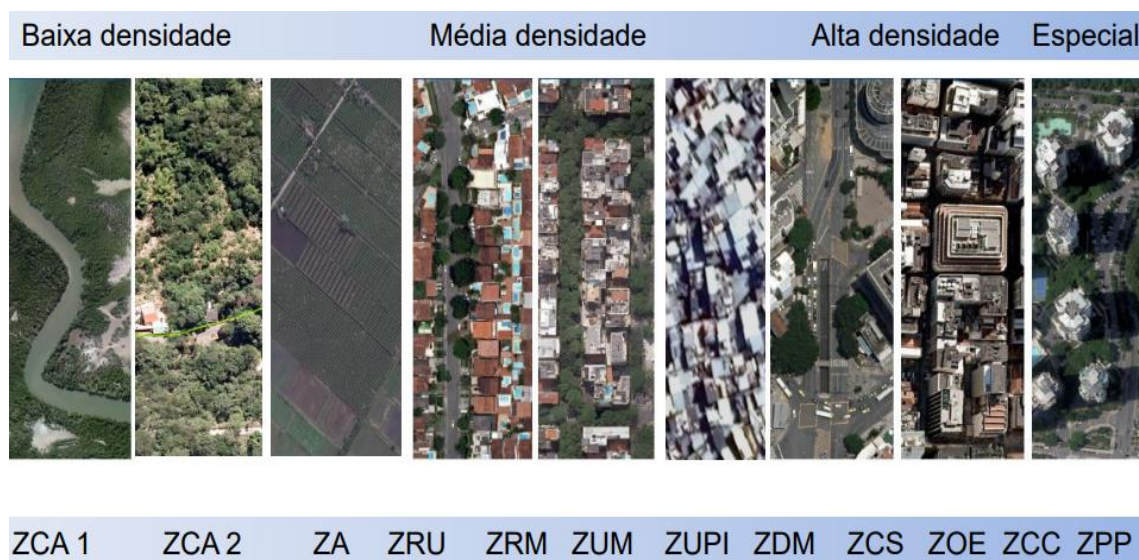 Baixa densidade Média densidade Alta densidade Especial
ZCA 1 ZCA 2 ZA ZRU ZRM ZUM ZUPI ZDM ZCS ZOE ZCC ZPP